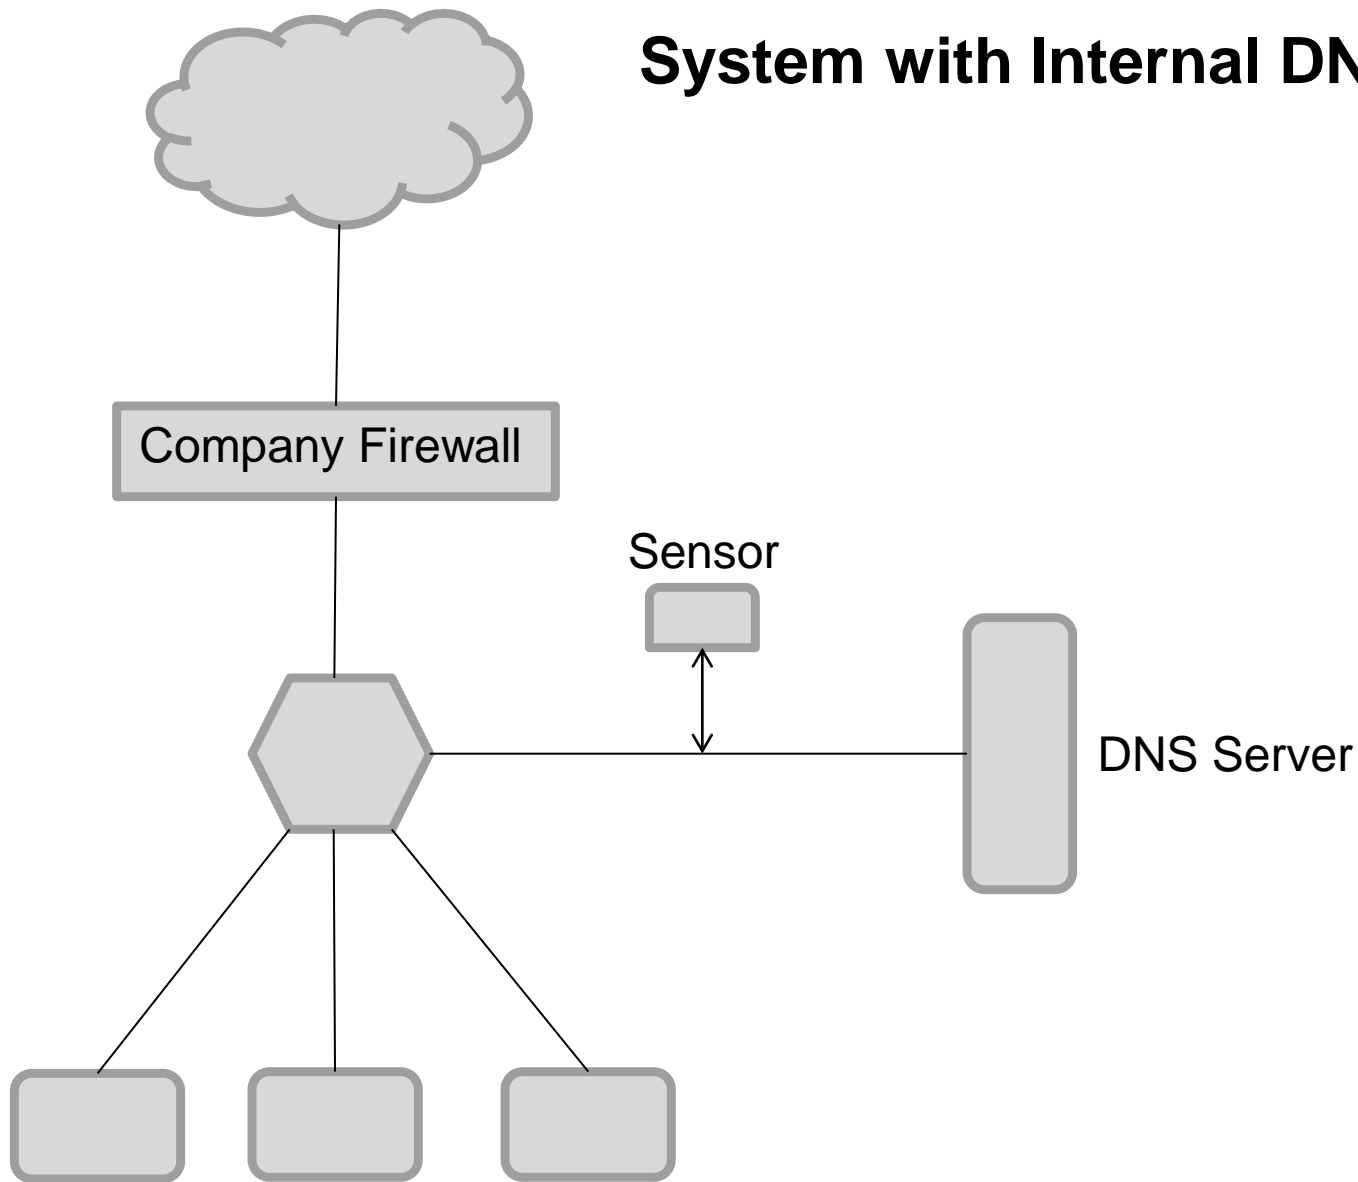 System with Internal DN
Company Firewall
Sensor
DNS Server